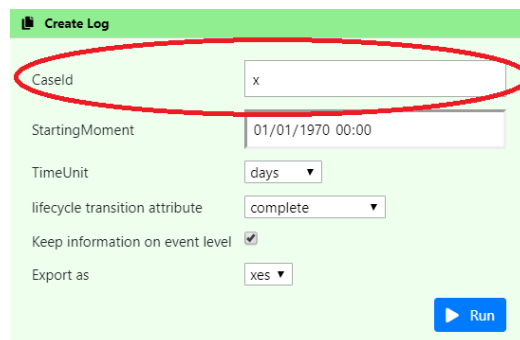 Create Log
CaseId x
StartingMoment 01/01/1970 00:00
TimeUnit days
lifecycle transition attribute complete
Keep information on event level
Export as xes
Run